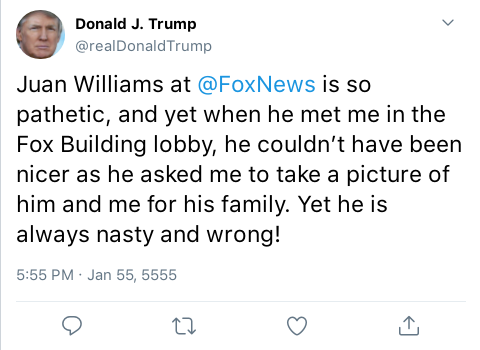 Donald J. Trump
@realDonaldTrump
Juan Williams at @FoxNews is so
pathetic, and yet when he met me in the
Fox Building lobby, he couldn’t have been
nicer as he asked me to take a picture of
him and me for his family. Yet he is
always nasty and wrong!
5:55 PM · Jan 55, 5555